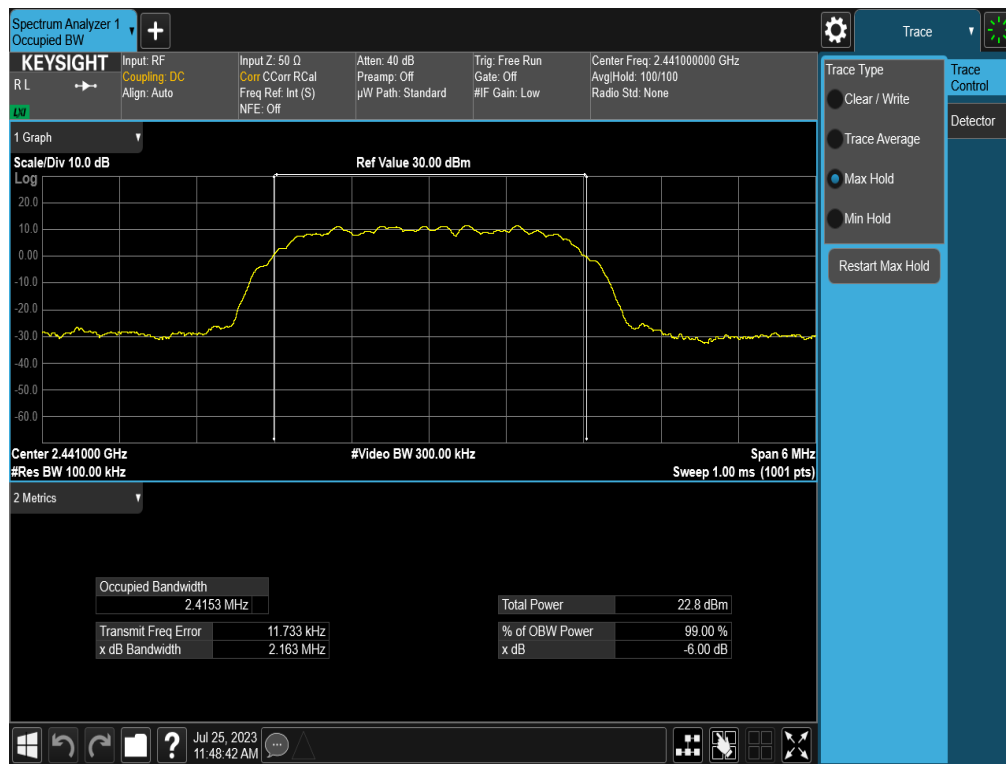 Spectrum Analyzer 1
Occupied BW
+
Trace
KEYSIGHT
R L
LXI
Input: RF
Coupling: DC
Align: Auto
Input Z: 50 Ω
Corr CCorr RCal
Freq Ref: Int (S)
NFE: Off
Atten: 40 dB
Preamp: Off
µW Path: Standard
Trig: Free Run
Gate: Off
#IF Gain: Low
Center Freq: 2.441000000 GHz
Avg|Hold: 100/100
Radio Std: None
Trace Type
Clear / Write
Trace Average
Max Hold
Min Hold
Restart Max Hold
Trace
Control
Detector
1 Graph
Scale/Div 10.0 dB
Ref Value 30.00 dBm
Log
20.0
10.0
0.00
-10.0
-20.0
-30.0
-40.0
-50.0
-60.0
Center 2.441000 GHz
#Video BW 300.00 kHz
Span 6 MHz
#Res BW 100.00 kHz
Sweep 1.00 ms (1001 pts)
2 Metrics
Occupied Bandwidth
2.4153 MHz
Total Power 22.8 dBm
Transmit Freq Error 11.733 kHz
% of OBW Power 99.00 %
x dB Bandwidth 2.163 MHz
x dB -6.00 dB
?
Jul 25, 2023
11:48:42 AM